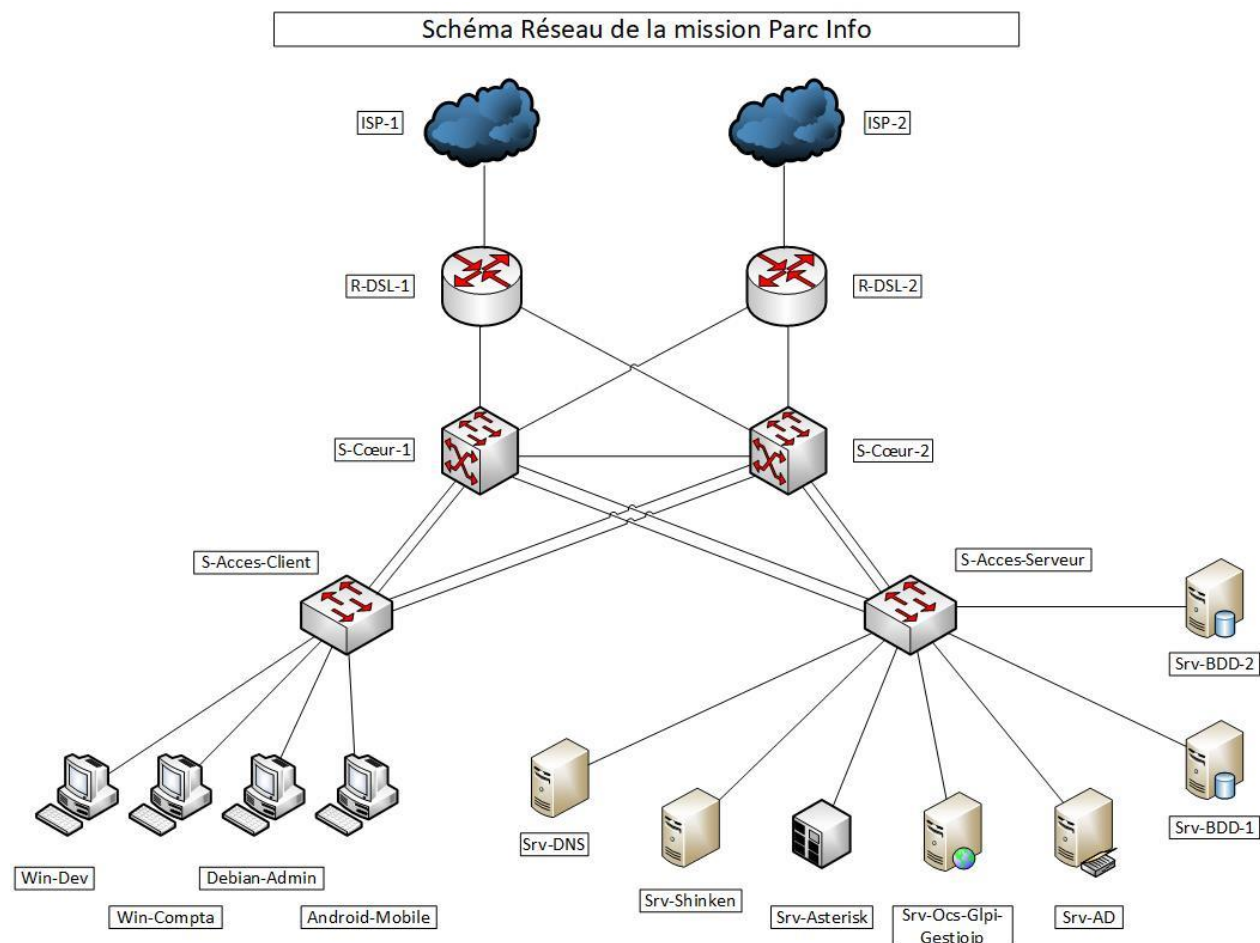 Schéma Réseau de la mission Parc Info
ISP-1
ISP-2
R-DSL-1
R-DSL-2
S-Cœur-1
S-Cœur-2
S-Acces-Client
S-Acces-Serveur
Srv-BDD-2
Srv-BDD-1
Srv-DNS
Win-Dev
Debian-Admin
Srv-Shinken
Win-Compta
Android-Mobile
Srv-Asterisk
Srv-Ocs-Glpi-
Gestioip
Srv-AD